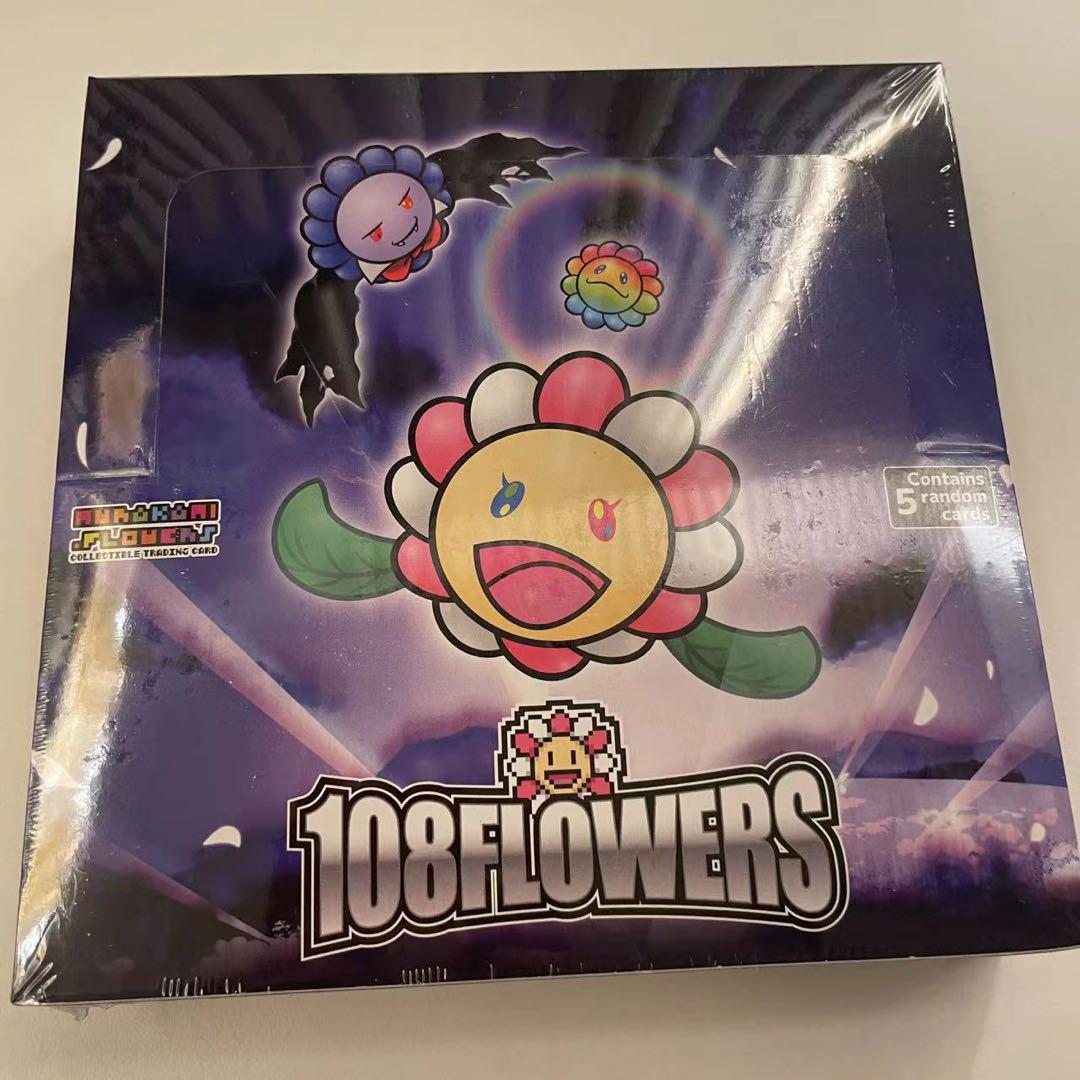 MURAKAMI
.FLOWERS
COLLECTIBLE TRADING CARD
Contains
5 random
cards
108FLOWERS